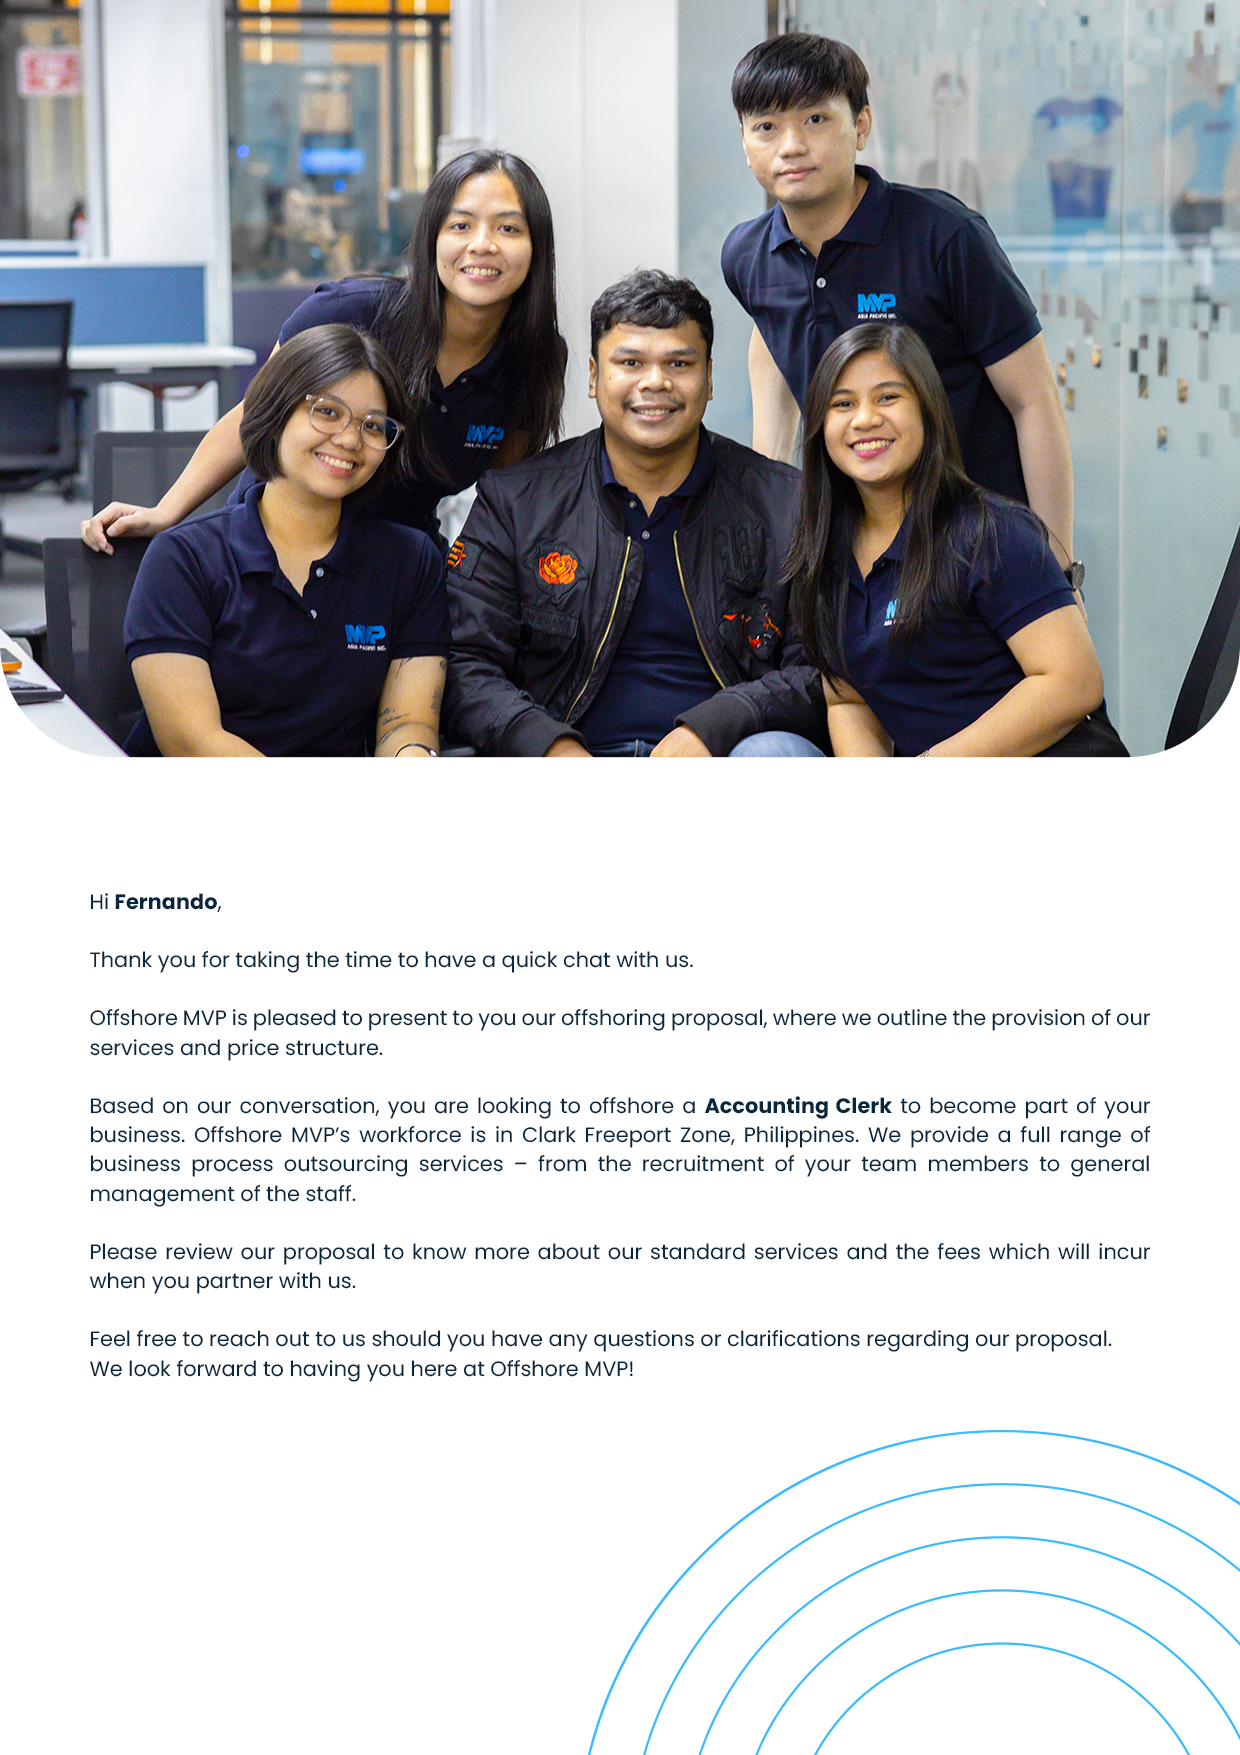 MVP
ASIA PACIFIC INC.
MVP
MVP
ASIA PACIFIC INC.
Hi Fernando,
Thank you for taking the time to have a quick chat with us.
Offshore MVP is pleased to present to you our offshoring proposal, where we outline the provision of our
services and price structure.
Based on our conversation, you are looking to offshore a Accounting Clerk to become part of your
business. Offshore MVP’s workforce is in Clark Freeport Zone, Philippines. We provide a full range of
business process outsourcing services – from the recruitment of your team members to general
management of the staff.
Please review our proposal to know more about our standard services and the fees which will incur
when you partner with us.
Feel free to reach out to us should you have any questions or clarifications regarding our proposal.
We look forward to having you here at Offshore MVP!